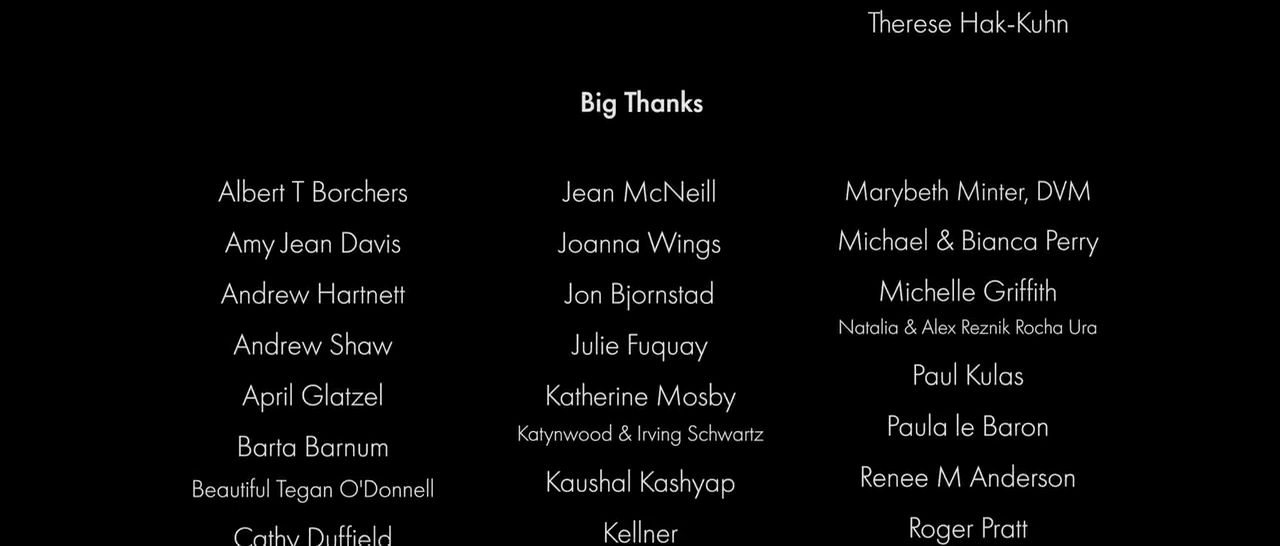 Therese Hak-Kuhn
Big Thanks
Albert T Borchers
Amy Jean Davis
Andrew Hartnett
Andrew Shaw
April Glatzel
Barta Barnum
Beautiful Tegan O'Donnell
Cathy Duffield
Jean McNeill
Joanna Wings
Jon Bjornstad
Julie Fuquay
Katherine Mosby
Katynwood & Irving Schwartz
Kaushal Kashyap
Kellner
Marybeth Minter, DVM
Michael & Bianca Perry
Michelle Griffith
Natalia & Alex Reznik Rocha Ura
Paul Kulas
Paula le Baron
Renee M Anderson
Roger Pratt